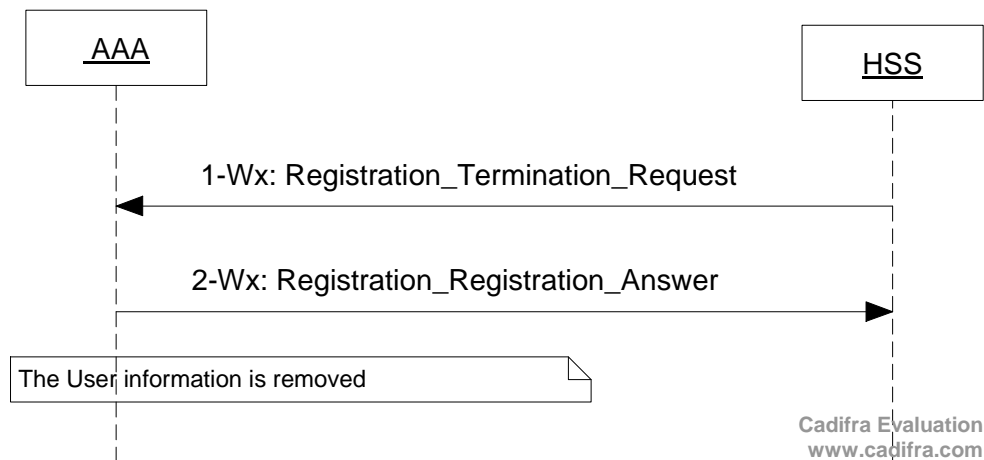 AAA
HSS
1-Wx: Registration_Termination_Request
2-Wx: Registration_Registration_Answer
The User information is removed
Cadifra Evaluation
www.cadifra.com